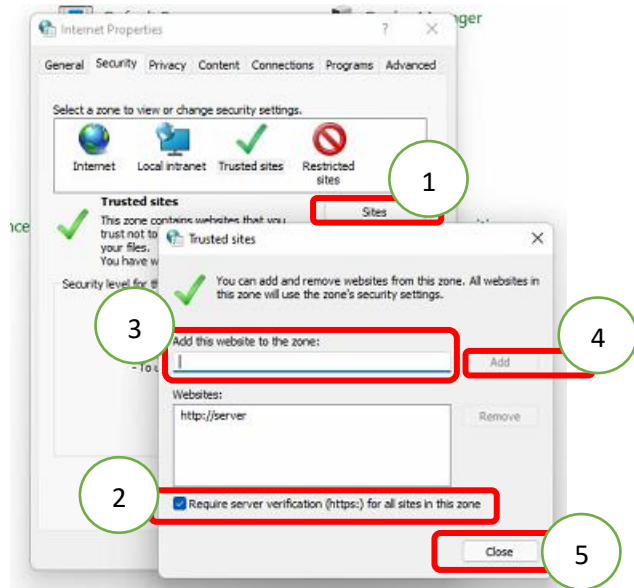 Manager
Internet Properties
?
General Security Privacy Content Connections Programs Advanced
Select a zone to view or change security settings.
Internet
Local intranet
Trusted sites
Restricted
sites
1
Trusted sites
Sites
This zone contains websites that you
trust not to
your files.
You have w
nce
Security level for th
Trusted sites
You can add and remove websites from this zone. All websites in
this zone will use the zone's security settings.
3
4
Add this website to the zone:
Add
- To u
Websites:
http://server
Remove
2
Require server verification (https:) for all sites in this zone
Close
5